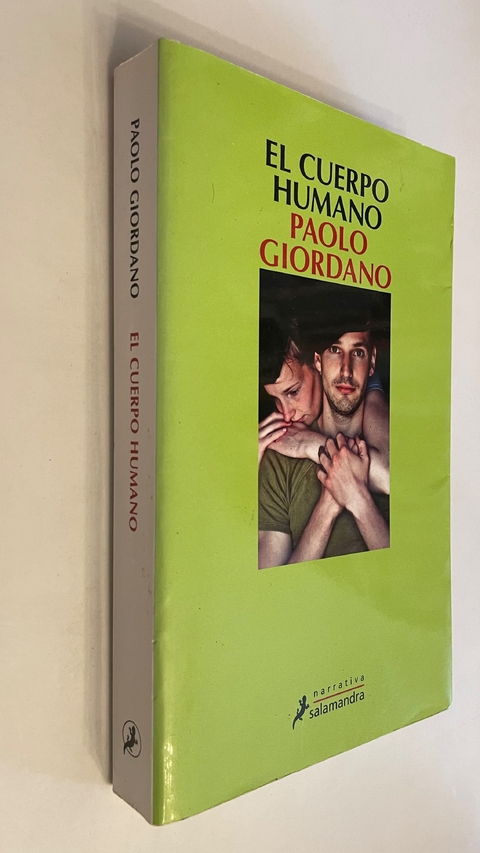 PAOLO GIORDANO EL CUERPO HUMANO
EL CUERPO
HUMANO
PAOLO
GIORDANO
narrativa
salamandra